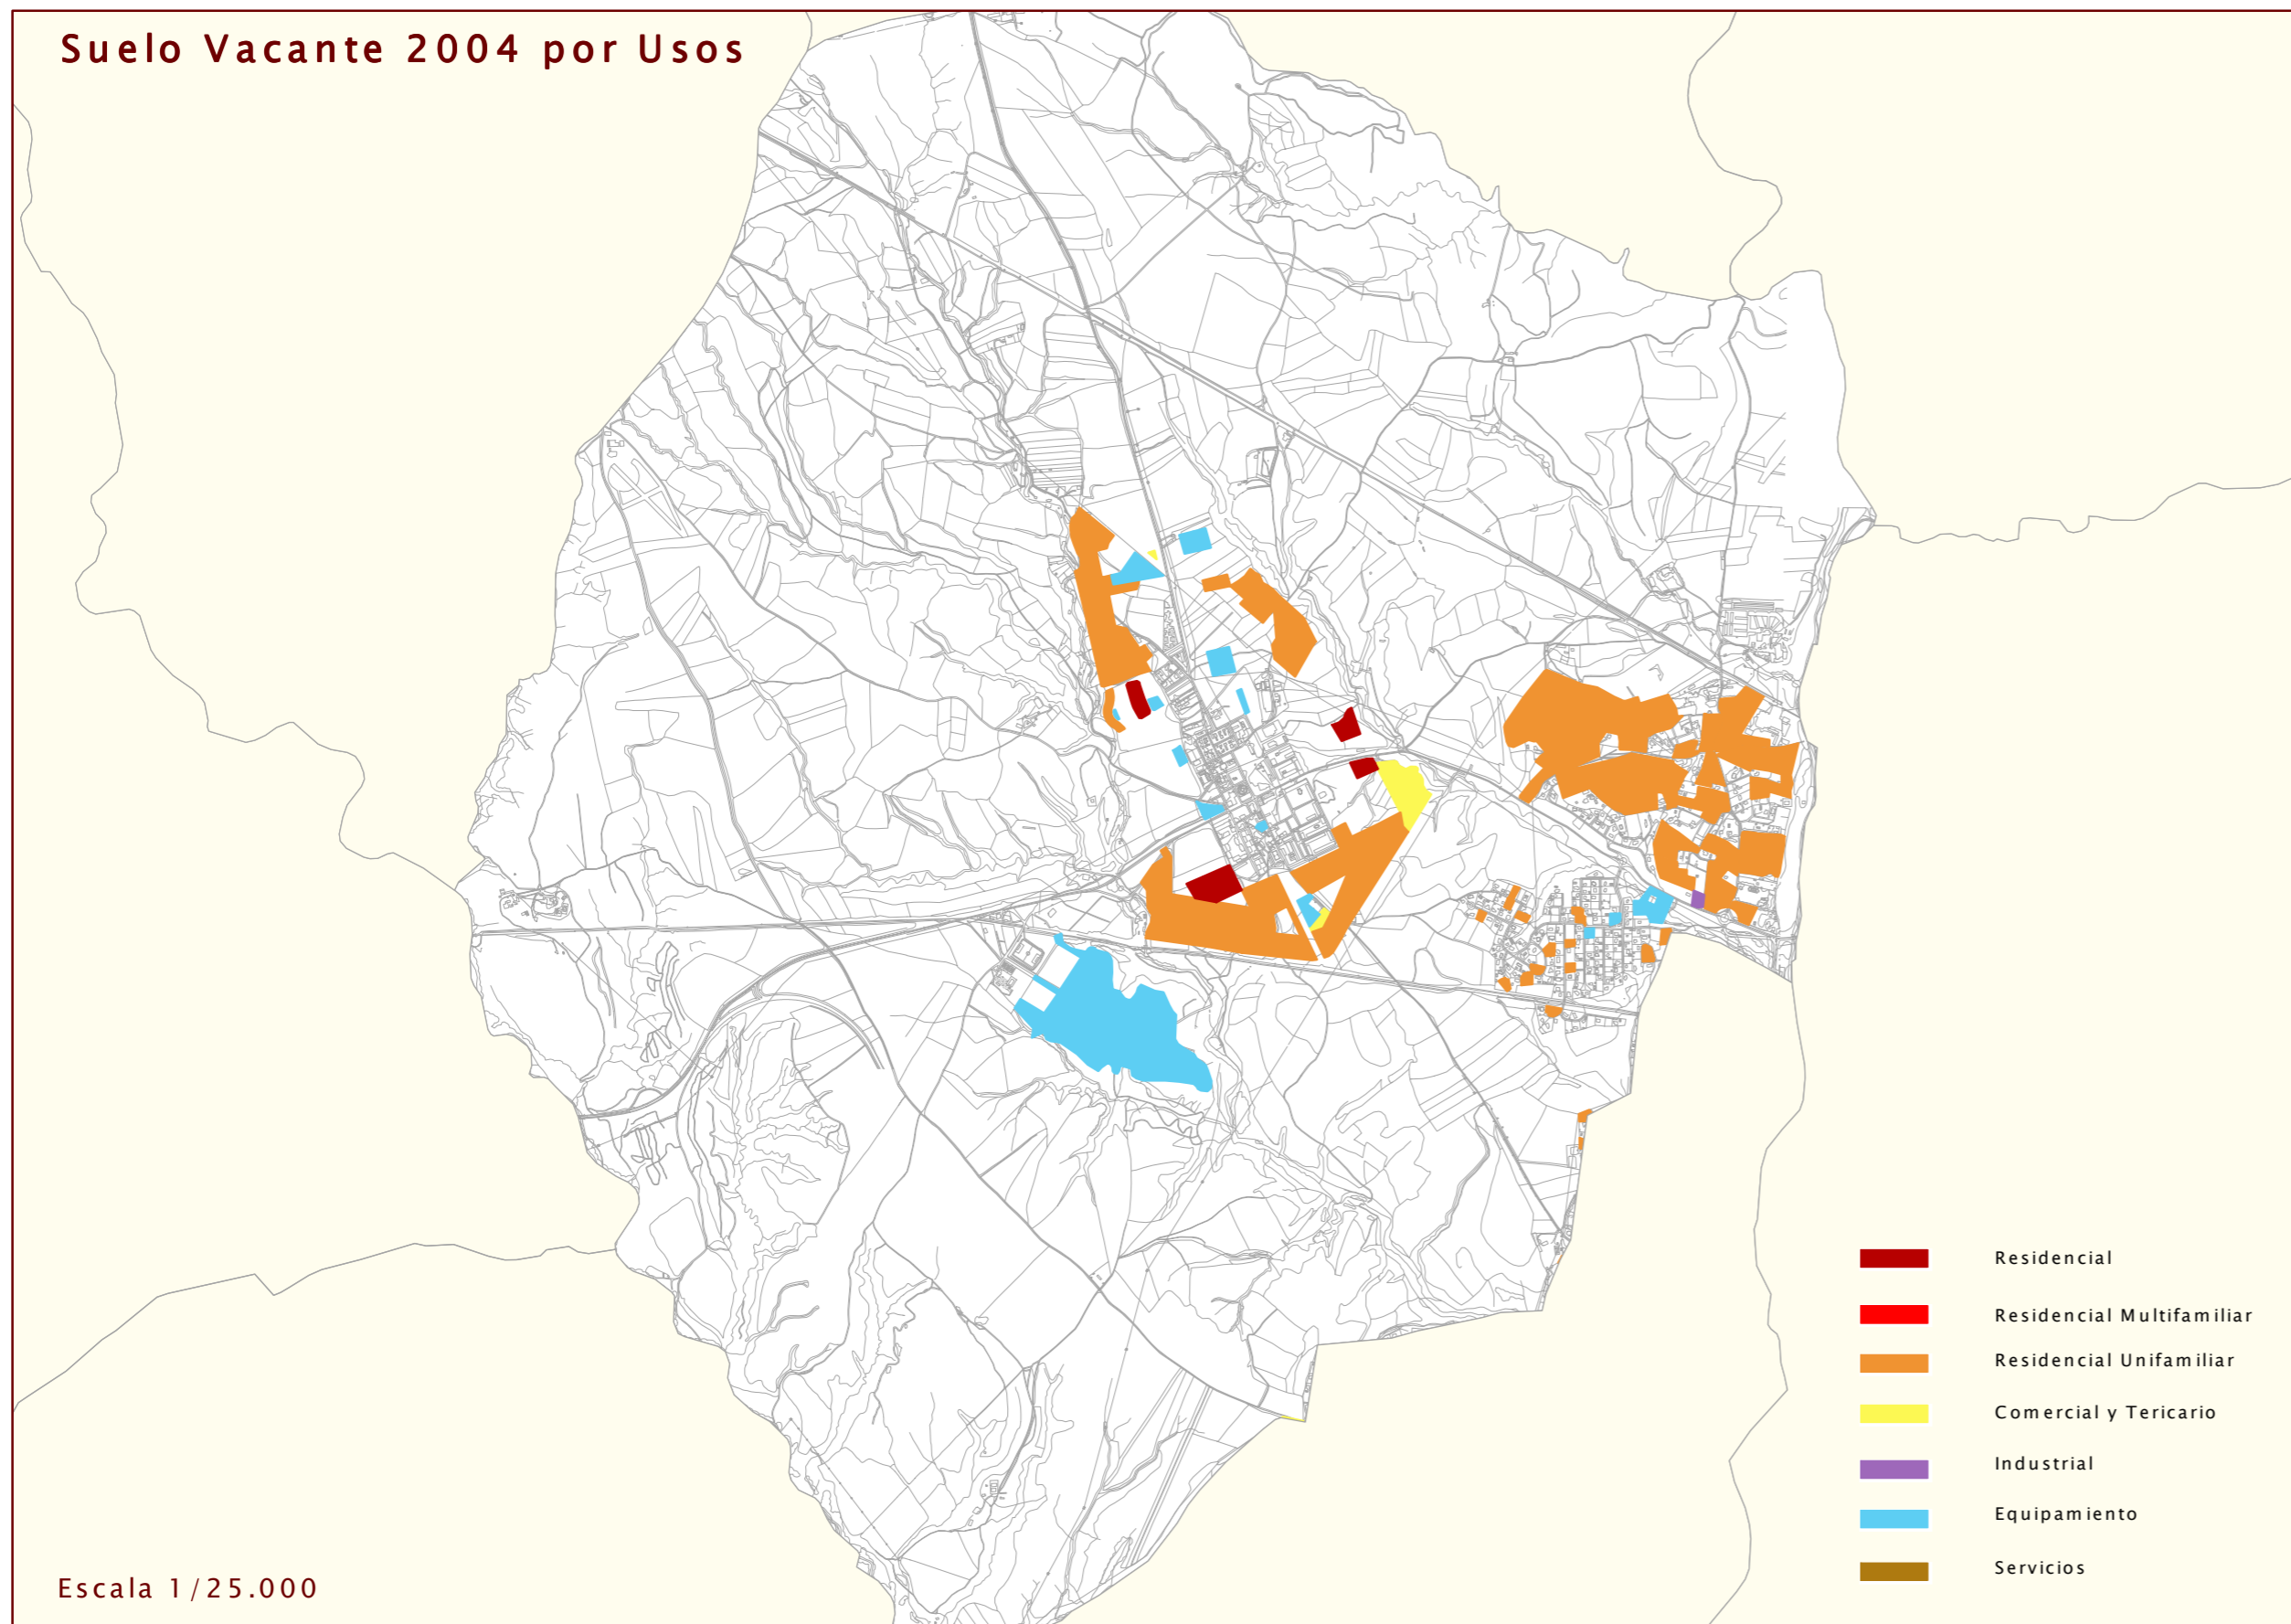 Suelo Vacante 2004 por Usos
Residencial
Residencial Multifamiliar
Residencial Unifamiliar
Comercial y Tericario
Industrial
Equipamiento
Servicios
Escala 1/25.000